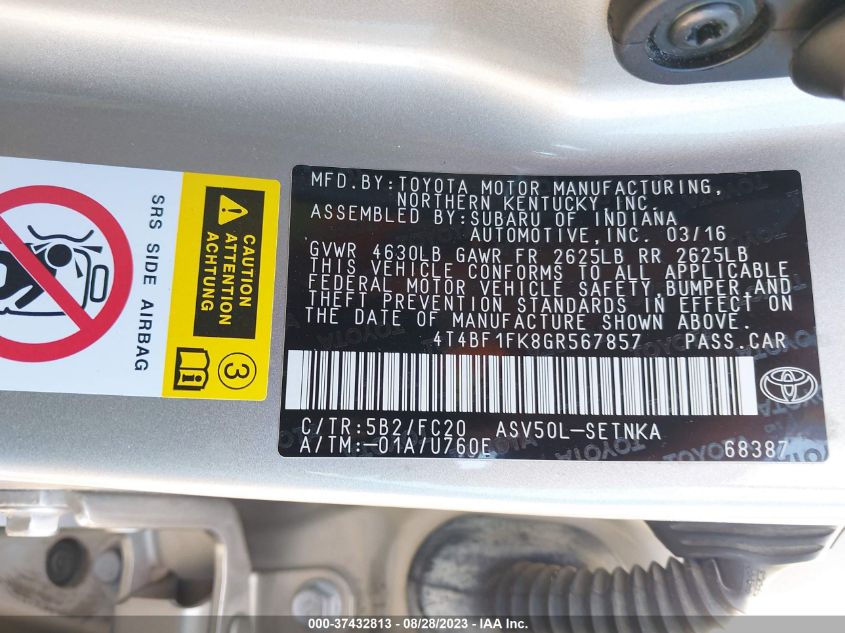 SRS SIDE AIRBAG
CAUTION
ATTENTION
ACHTUNG
3
MFD.BY:TOYOTA MOTOR MANUFACTURING,
NORTHERN KENTUCKY,INC.
ASSEMBLED BY:SUBARU OF INDIANA
AUTOMOTIVE,INC. 03/16
GVWR 4630LB GAWR FR 2625LB RR 2625LB
THIS VEHICLE CONFORMS TO ALL APPLICABLE
FEDERAL MOTOR VEHICLE SAFETY,BUMPER AND
THEFT PREVENTION STANDARDS IN EFFECT ON
THE DATE OF MANUFACTURE SHOWN ABOVE.
4T4BF1FK8GR567857 PASS.CAR
C/TR:5B2/FC20 ASV50L-SETNKA
A/TM:-01A/U760E 68387
000-37432813 - 08/28/2023 - IAA Inc.